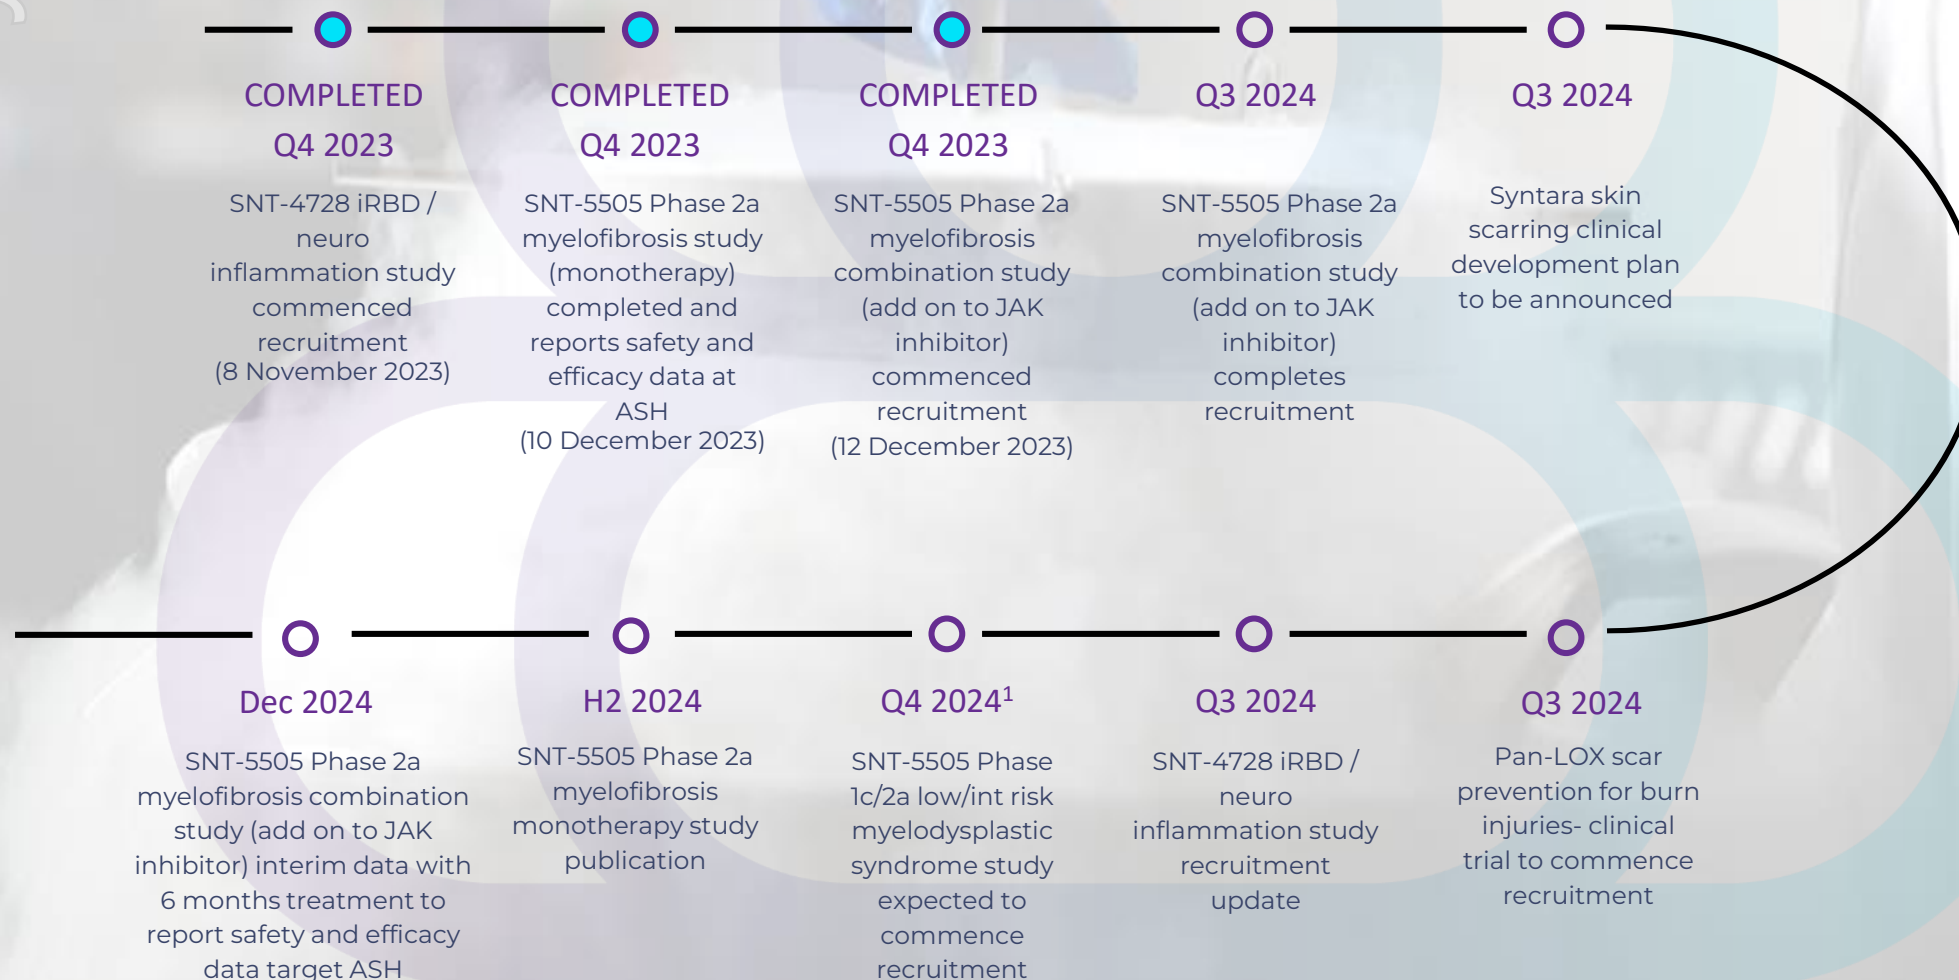 COMPLETED
Q4 2023
SNT-4728 iRBD /
neuro
inflammation study
commenced
recruitment
(8 November 2023)
COMPLETED
Q4 2023
SNT-5505 Phase 2a
myelofibrosis study
(monotherapy)
completed and
reports safety and
efficacy data at
ASH
(10 December 2023)
COMPLETED
Q4 2023
SNT-5505 Phase 2a
myelofibrosis
combination study
(add on to JAK
inhibitor)
commenced
recruitment
(12 December 2023)
Q3 2024
SNT-5505 Phase 2a
myelofibrosis
combination study
(add on to JAK
inhibitor)
completes
recruitment
Q3 2024
Syntara skin
scarring clinical
development plan
to be announced
Q3 2024
Pan-LOX scar
prevention for burn
injuries- clinical
trial to commence
recruitment
Q3 2024
SNT-4728 iRBD /
neuro
inflammation study
recruitment
update
Q4 2024¹
SNT-5505 Phase
1c/2a low/int risk
myelodysplastic
syndrome study
expected to
commence
recruitment
H2 2024
SNT-5505 Phase 2a
myelofibrosis
monotherapy study
publication
Dec 2024
SNT-5505 Phase 2a
myelofibrosis combination
study (add on to JAK
inhibitor) interim data with
6 months treatment to
report safety and efficacy
data target ASH